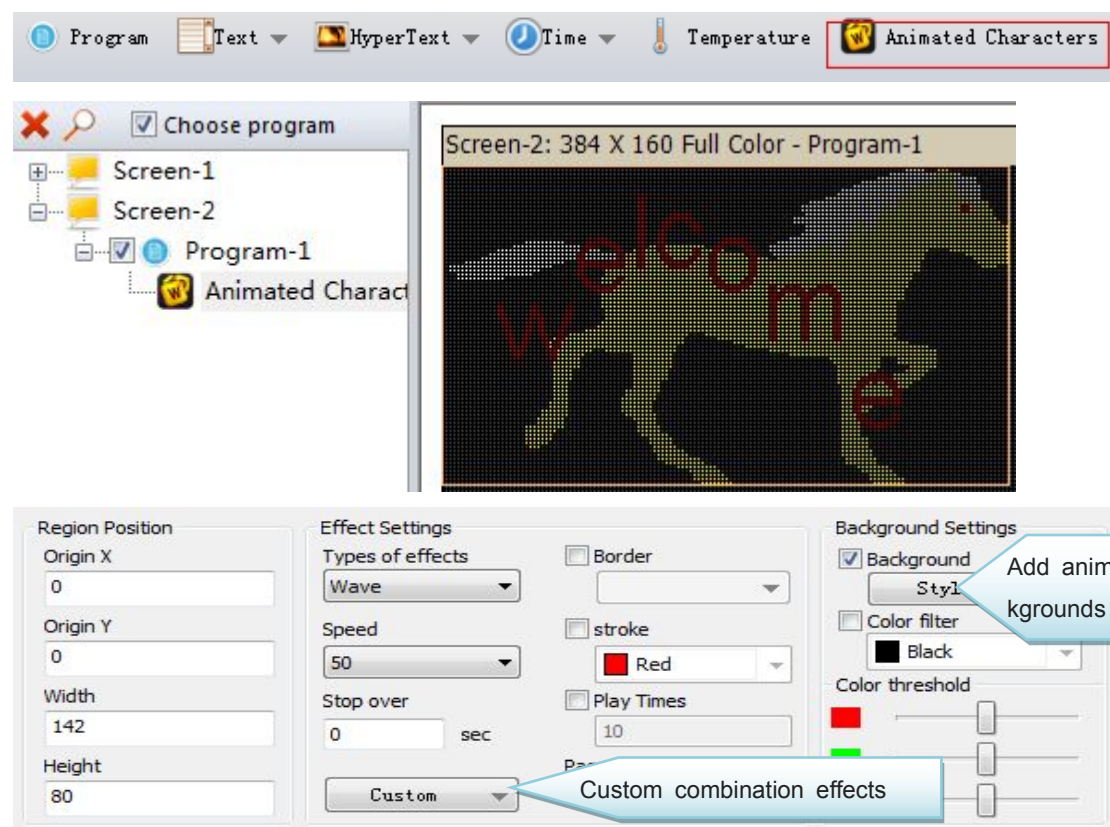 Program Text HyperText Time Temperature Animated Characters
Choose program
Screen-1
Screen-2
Program-1
Animated Charact
Screen-2: 384 X 160 Full Color - Program-1
welcome
Region Position
Origin X
0
Origin Y
0
Width
142
Height
80
Effect Settings
Types of effects
Wave
Speed
50
Stop over
0 sec
Custom
Border
stroke
Red
Play Times
10
Custom combination effects
Background Settings
Background
Styl
Add anim
kgrounds
Color filter
Black
Color threshold